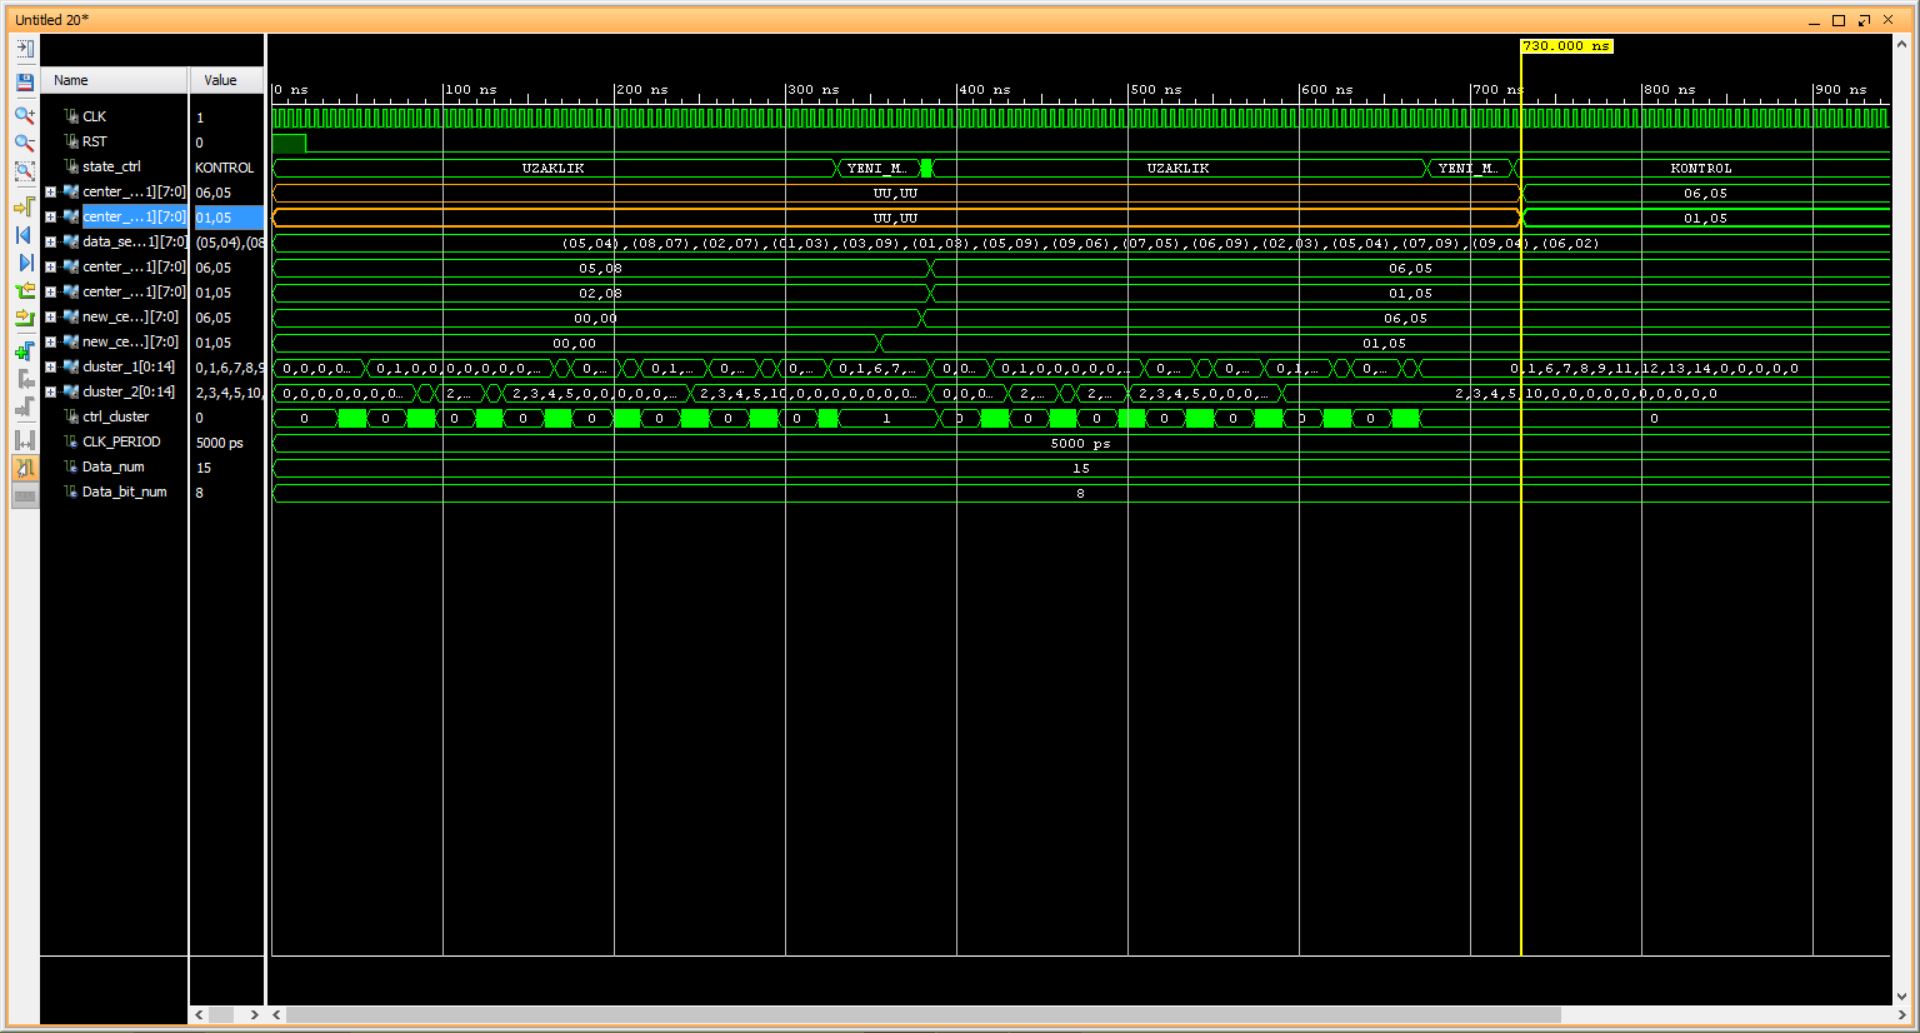 Untitled 20*
730.000 ns
Name Value
0 ns 100 ns 200 ns 300 ns 400 ns 500 ns 600 ns 700 ns 800 ns 900 ns
CLK 1
RST 0
state_ctrl KONTROL UZAKLIK YENI_M… UZAKLIK YENI_M… KONTROL
center_...1][7:0] 06,05 UU,UU 06,05
center_...1][7:0] 01,05 UU,UU 01,05
data_se...1][7:0] (05,04),(08 (05,04),(08,07),(02,07),(01,03),(03,09),(01,08),(05,09),(09,06),(07,05),(06,09),(02,03),(05,04),(07,09),(09,04),(06,02)
center_...1][7:0] 06,05 05,08 06,05
center_...1][7:0] 01,05 02,08 01,05
new_ce...][7:0] 06,05 00,00 06,05
new_ce...][7:0] 01,05 00,00 01,05
cluster_1[0:14] 0,1,6,7,8,9 0,0,0,0… 0,1,0,0,0,0,0,0,0,… 0,… 0,1,… 0,… 0,… 0,1,6,7,… 0,0… 0,1,0,0,0,0,0,… 0,… 0,… 0,1,… 0,… 0,1,6,7,8,9,11,12,13,14,0,0,0,0,0
cluster_2[0:14] 2,3,4,5,10, 0,0,0,0,0,0,0… 2,… 2,3,4,5,0,0,0,0,0,… 2,3,4,5,10,0,0,0,0,0,0,0,0… 0,0,0… 2,… 2,… 2,3,4,5,0,0,0… 2,3,4,5,10,0,0,0,0,0,0,0,0,0,0
ctrl_cluster 0 0 0 0 0 0 0 0 0 1 0 0 0 0 0 0 0 0
CLK_PERIOD 5000 ps 5000 ps
Data_num 15 15
Data_bit_num 8 8